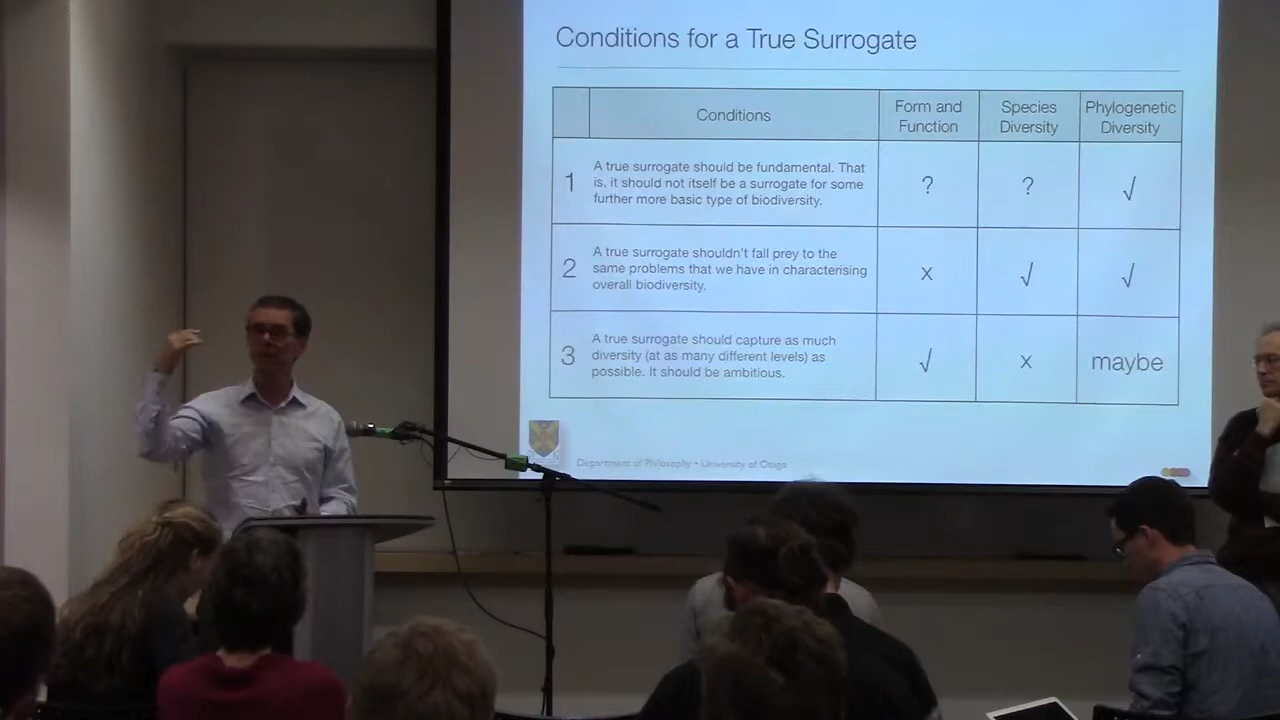 Conditions for a True Surrogate
Conditions
Form and
Function
Species
Diversity
Phylogenetic
Diversity
1
A true surrogate should be fundamental. That
is, it should not itself be a surrogate for some
further more basic type of biodiversity.
?
?
√
2
A true surrogate shouldn't fall prey to the
same problems that we have in characterising
overall biodiversity.
x
√
√
3
A true surrogate should capture as much
diversity (at as many different levels) as
possible. It should be ambitious.
√
x
maybe
Department of Philosophy • University of Otago